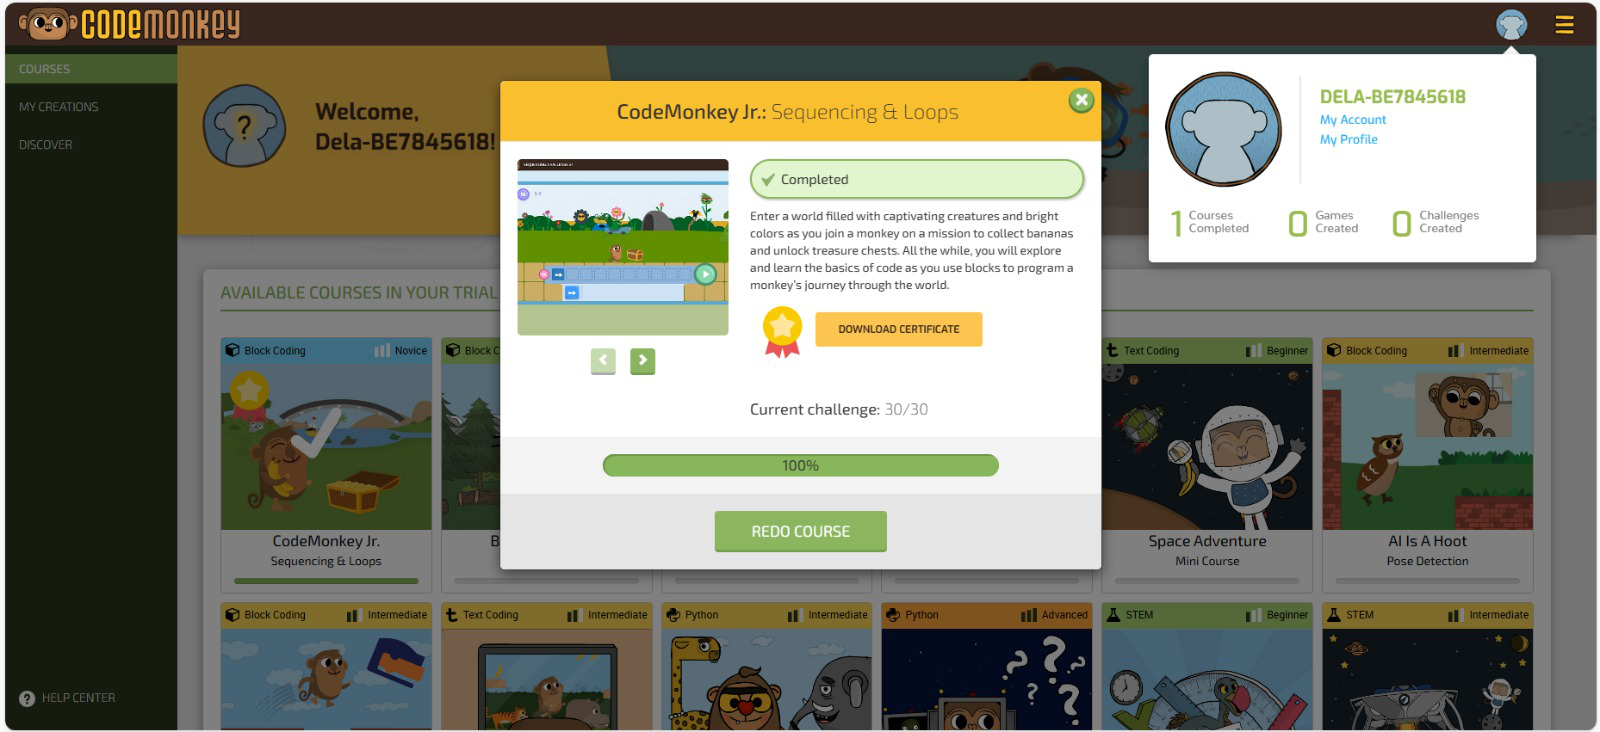 CODEMONKEY
COURSES
MY CREATIONS
DISCOVER
HELP CENTER
?
Welcome,
Dela-BE7845618!
CodeMonkey Jr.: Sequencing & Loops
Completed
Enter a world filled with captivating creatures and bright
colors as you join a monkey on a mission to collect bananas
and unlock treasure chests. All the while, you will explore
and learn the basics of code as you use blocks to program a
monkey's journey through the world.
DOWNLOAD CERTIFICATE
Current challenge: 30/30
100%
REDO COURSE
DELA-BE7845618
My Account
My Profile
1 Courses Completed
0 Games Created
0 Challenges Created
AVAILABLE COURSES IN YOUR TRIAL
Block Coding Novice
CodeMonkey Jr.
Sequencing & Loops
Block C
B
Text Coding Beginner
Space Adventure
Mini Course
Block Coding Intermediate
AI Is A Hoot
Pose Detection
Block Coding Intermediate
Text Coding Intermediate
Python Intermediate
Python Advanced
? ? ? ?
STEM Beginner
STEM Intermediate